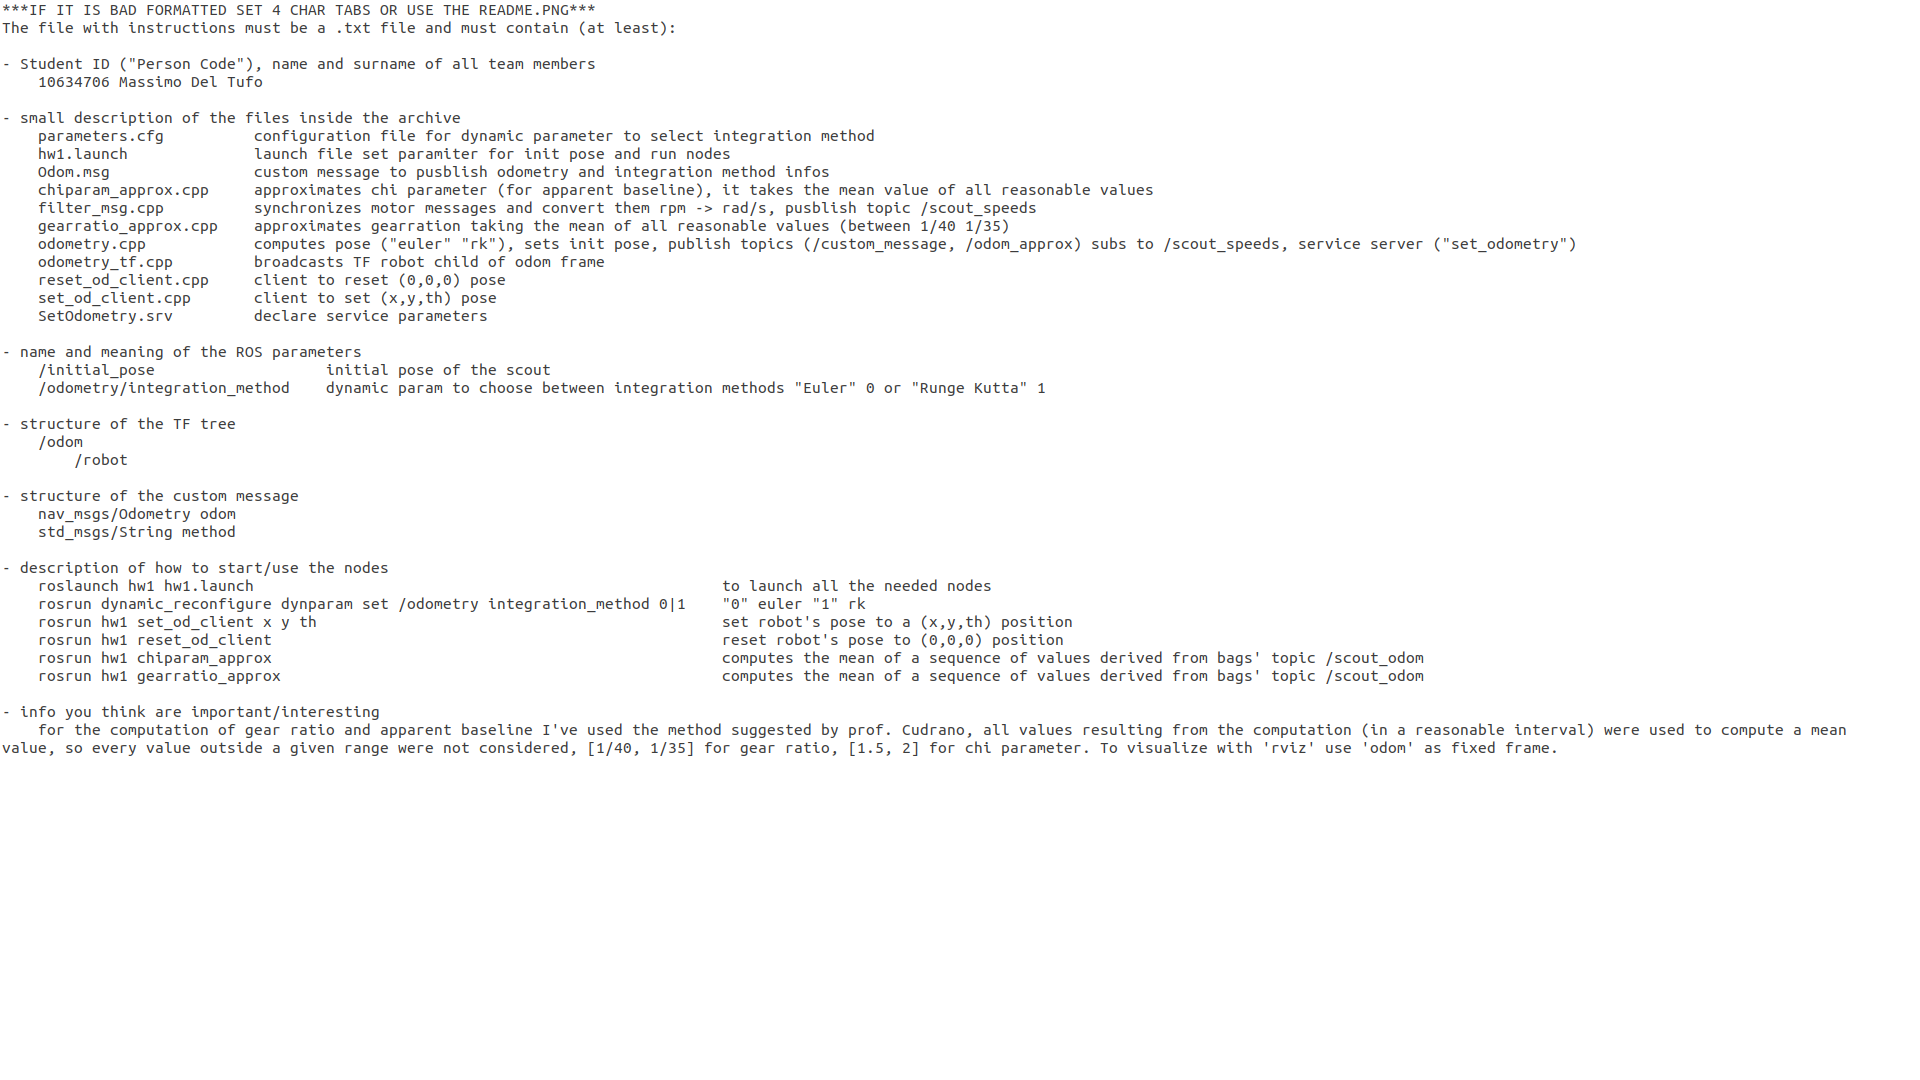 ***IF IT IS BAD FORMATTED SET 4 CHAR TABS OR USE THE README.PNG***
The file with instructions must be a .txt file and must contain (at least):

- Student ID ("Person Code"), name and surname of all team members
    10634706 Massimo Del Tufo

- small description of the files inside the archive
    parameters.cfg          configuration file for dynamic parameter to select integration method
    hw1.launch              launch file set paramiter for init pose and run nodes
    Odom.msg                custom message to pusblish odometry and integration method infos
    chiparam_approx.cpp     approximates chi parameter (for apparent baseline), it takes the mean value of all reasonable values
    filter_msg.cpp          synchronizes motor messages and convert them rpm -> rad/s, pusblish topic /scout_speeds
    gearratio_approx.cpp    approximates gearration taking the mean of all reasonable values (between 1/40 1/35)
    odometry.cpp            computes pose ("euler" "rk"), sets init pose, publish topics (/custom_message, /odom_approx) subs to /scout_speeds, service server ("set_odometry")
    odometry_tf.cpp         broadcasts TF robot child of odom frame
    reset_od_client.cpp     client to reset (0,0,0) pose
    set_od_client.cpp       client to set (x,y,th) pose
    SetOdometry.srv         declare service parameters

- name and meaning of the ROS parameters
    /initial_pose                   initial pose of the scout
    /odometry/integration_method    dynamic param to choose between integration methods "Euler" 0 or "Runge Kutta" 1

- structure of the TF tree
    /odom
        /robot

- structure of the custom message
    nav_msgs/Odometry odom
    std_msgs/String method

- description of how to start/use the nodes
    roslaunch hw1 hw1.launch                                                    to launch all the needed nodes
    rosrun dynamic_reconfigure dynparam set /odometry integration_method 0|1    "0" euler "1" rk
    rosrun hw1 set_od_client x y th                                             set robot's pose to a (x,y,th) position
    rosrun hw1 reset_od_client                                                  reset robot's pose to (0,0,0) position
    rosrun hw1 chiparam_approx                                                  computes the mean of a sequence of values derived from bags' topic /scout_odom
    rosrun hw1 gearratio_approx                                                 computes the mean of a sequence of values derived from bags' topic /scout_odom

- info you think are important/interesting
    for the computation of gear ratio and apparent baseline I've used the method suggested by prof. Cudrano, all values resulting from the computation (in a reasonable interval) were used to compute a mean
value, so every value outside a given range were not considered, [1/40, 1/35] for gear ratio, [1.5, 2] for chi parameter. To visualize with 'rviz' use 'odom' as fixed frame.